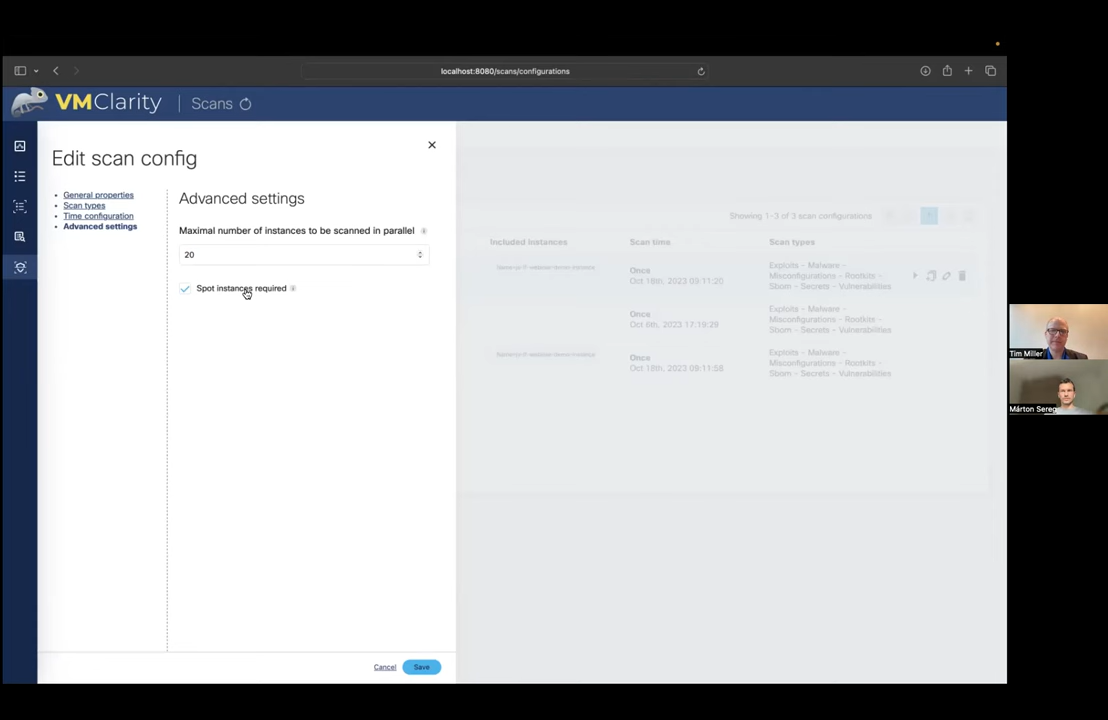 localhost:8080/scans/configurations
VMClarity
Scans
Edit scan config
General properties
Scan types
Time configuration
Advanced settings
Advanced settings
Maximal number of instances to be scanned in parallel
20
Spot instances required
Cancel
Save
Showing 1-3 of 3 scan configurations
Included instances
Scan time
Scan types
Once
Oct 18th, 2023 09:11:20
Exploits - Malware -
Misconfigurations - Rootkits -
Sbom - Secrets - Vulnerabilities
Once
Oct 6th, 2023 17:19:29
Exploits - Malware -
Misconfigurations - Rootkits -
Sbom - Secrets - Vulnerabilities
Once
Oct 18th, 2023 09:11:58
Exploits - Malware -
Misconfigurations - Rootkits -
Sbom - Secrets - Vulnerabilities
Tim Miller
Márton Sereg